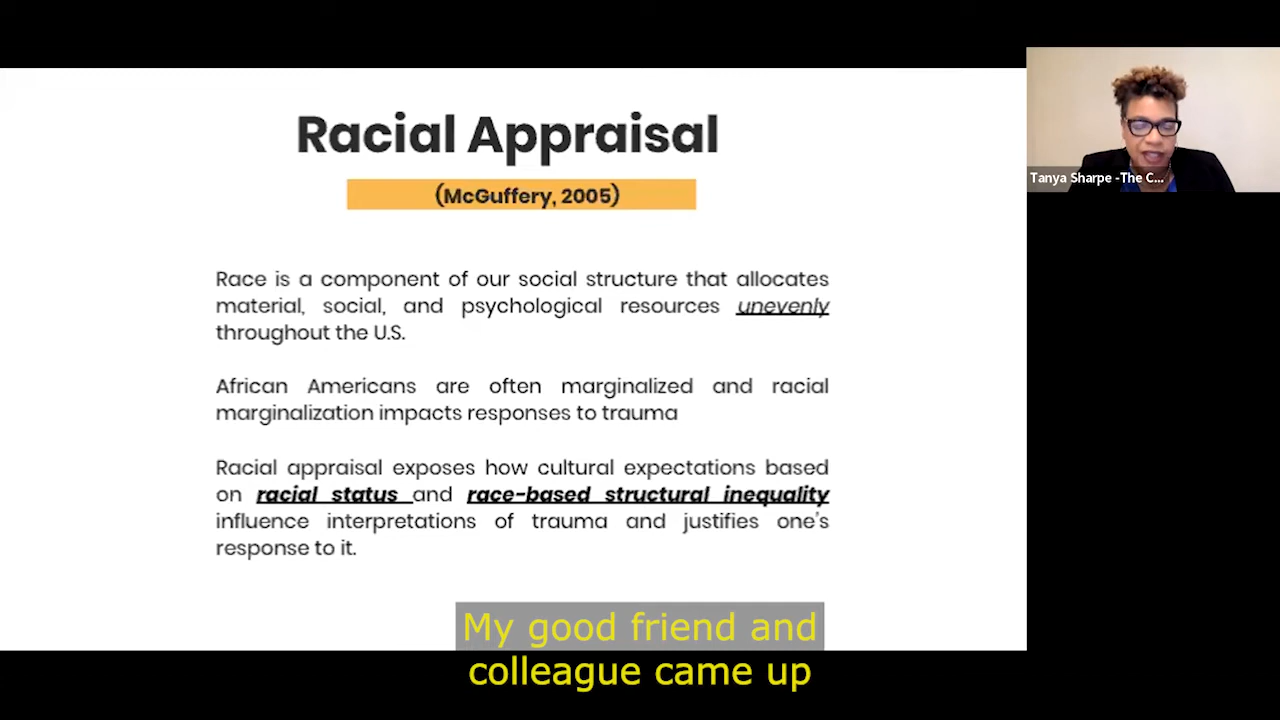 Racial Appraisal
(McGuffery, 2005)
Race is a component of our social structure that allocates
material, social, and psychological resources unevenly
throughout the U.S.
African Americans are often marginalized and racial
marginalization impacts responses to trauma
Racial appraisal exposes how cultural expectations based
on racial status and race-based structural inequality
influence interpretations of trauma and justifies one's
response to it.
Tanya Sharpe -The C...
My good friend and
colleague came up